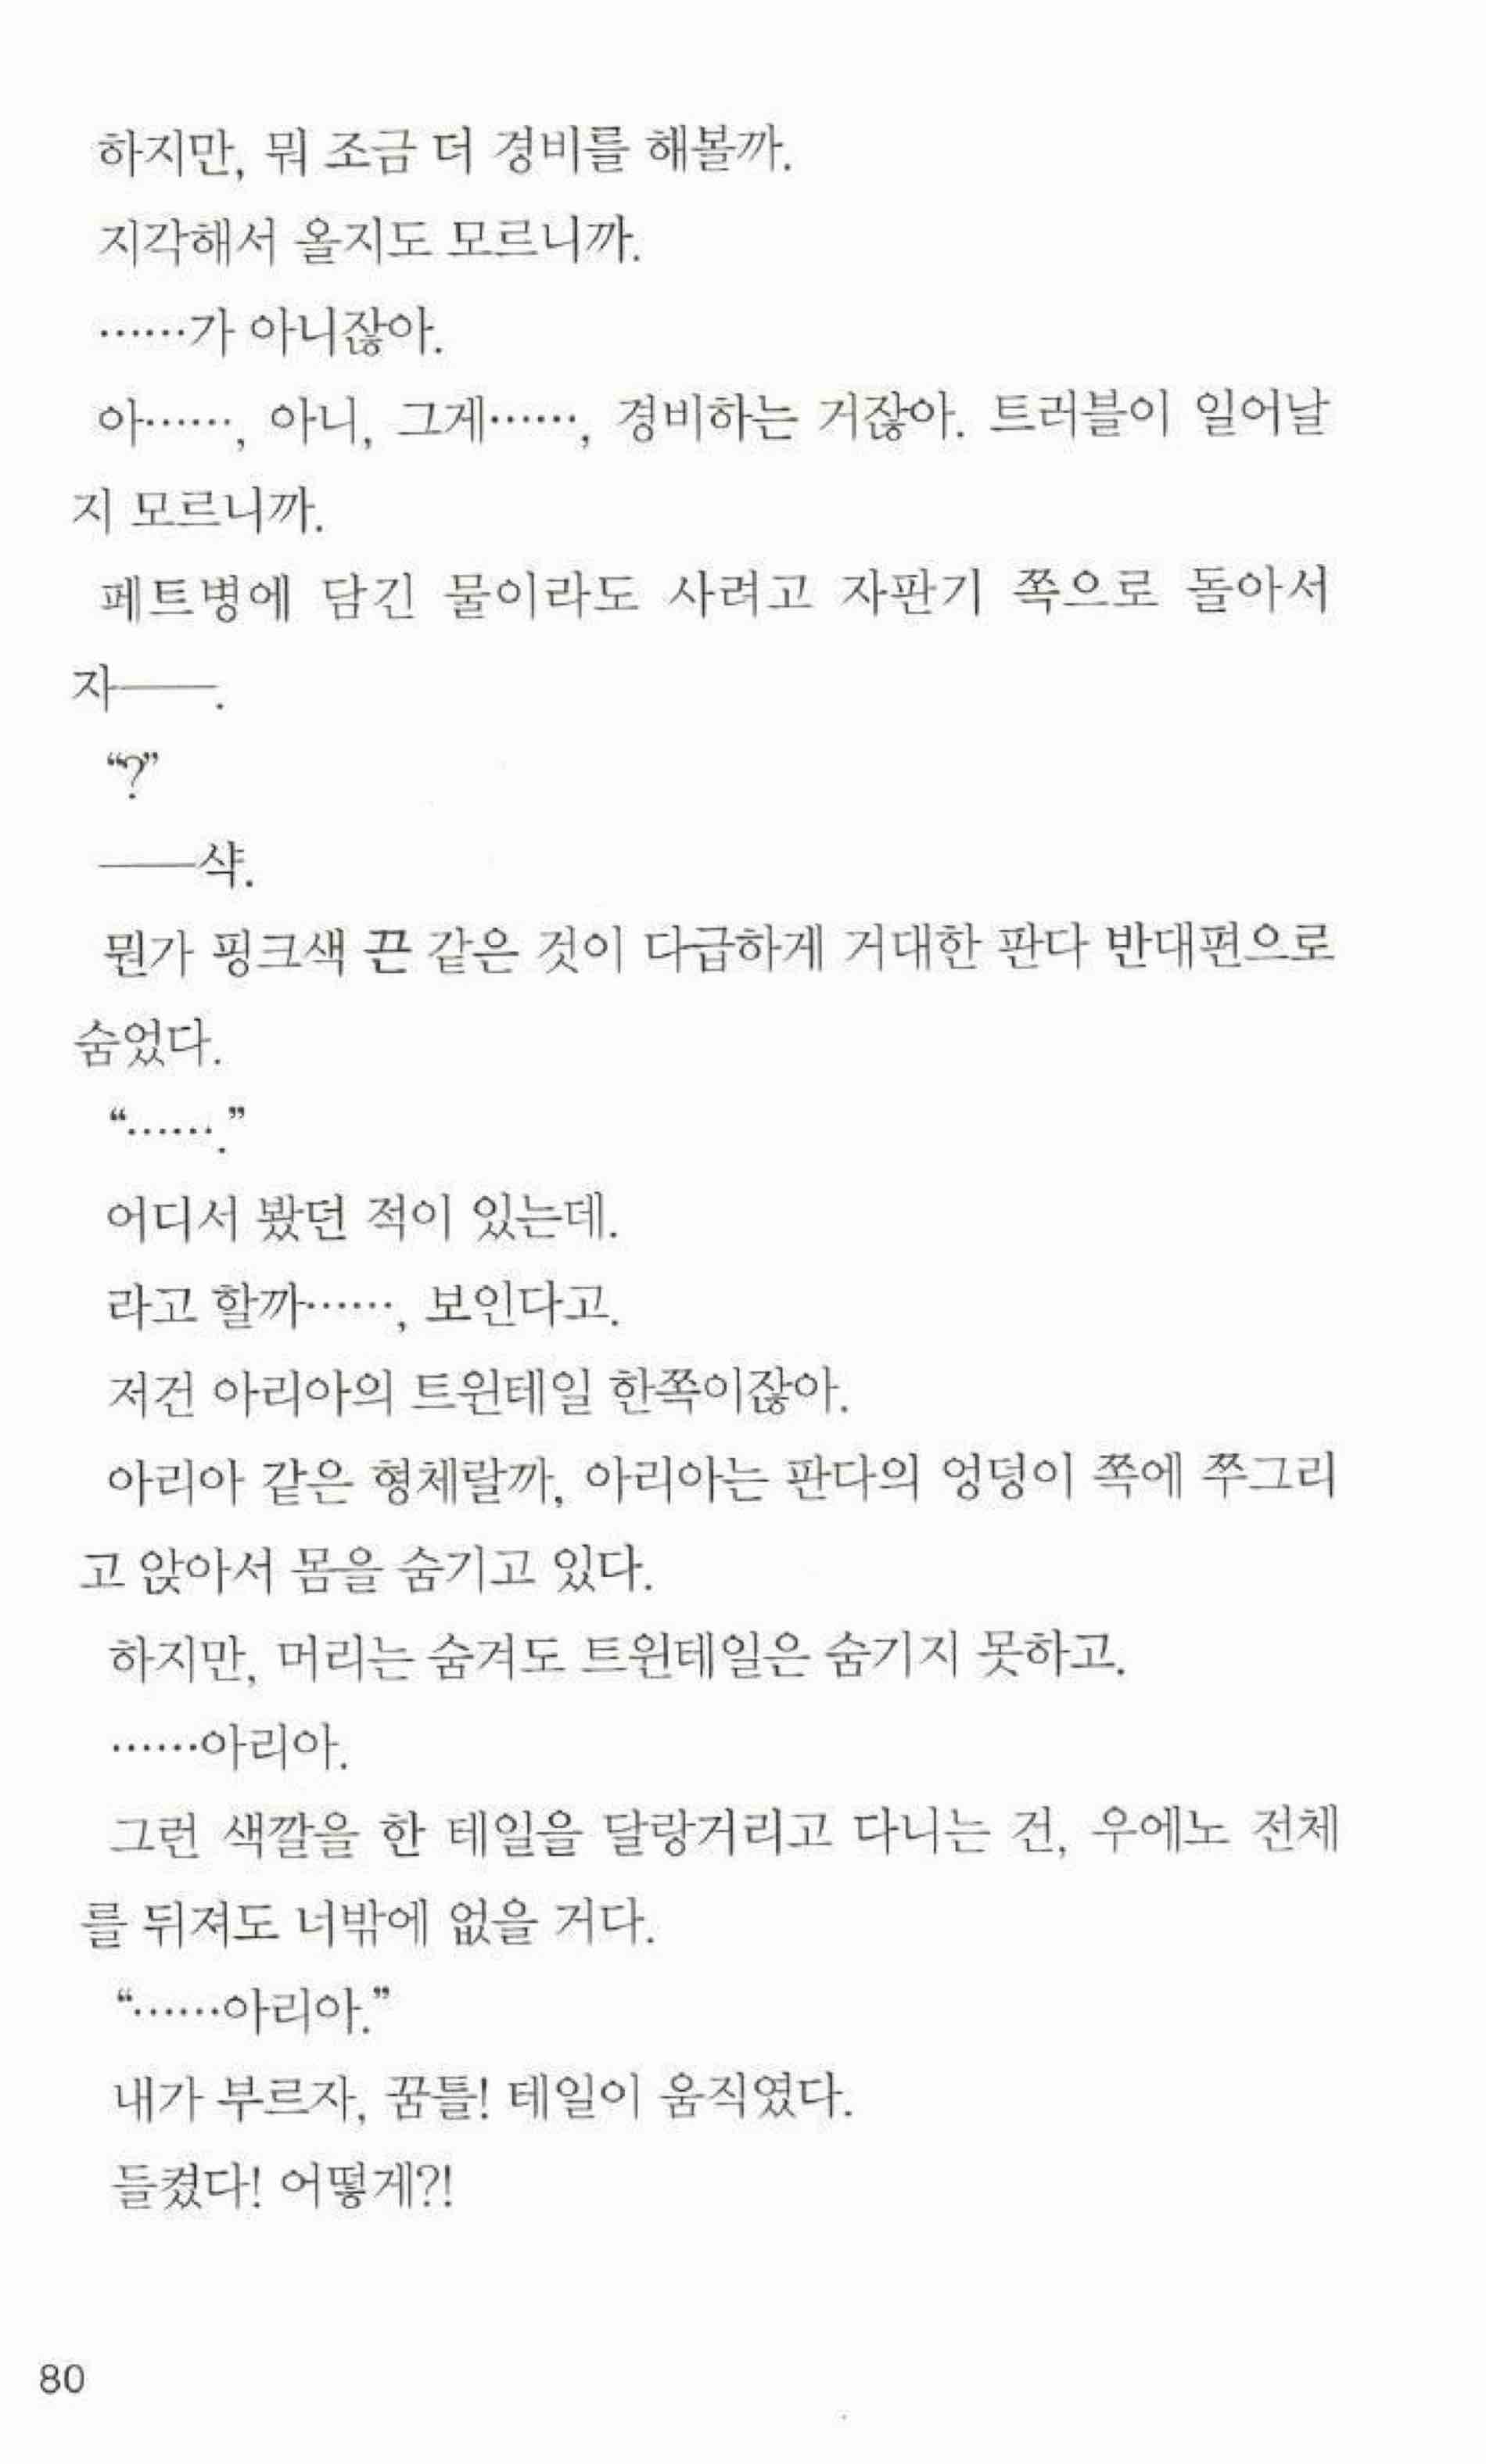 하지만, 뭐 조금 더 경비를 해볼까.
지각해서 올지도 모르니까.
……가 아니잖아.
아……, 아니, 그게……, 경비하는 거잖아. 트러블이 일어날
지 모르니까.
페트병에 담긴 물이라도 사려고 자판기 쪽으로 돌아서
자――.
“?”
――샥.
뭔가 핑크색 끈 같은 것이 다급하게 거대한 판다 반대편으로
숨었다.
“…….”
어디서 봤던 적이 있는데.
라고 할까……, 보인다고.
저건 아리아의 트윈테일 한쪽이잖아.
아리아 같은 형체랄까, 아리아는 판다의 엉덩이 쪽에 쭈그리
고 앉아서 몸을 숨기고 있다.
하지만, 머리는 숨겨도 트윈테일은 숨기지 못하고.
……아리아.
그런 색깔을 한 테일을 달랑거리고 다니는 건, 우에노 전체
를 뒤져도 너밖에 없을 거다.
“……아리아.”
내가 부르자, 꿈틀! 테일이 움직였다.
들켰다! 어떻게?!
80